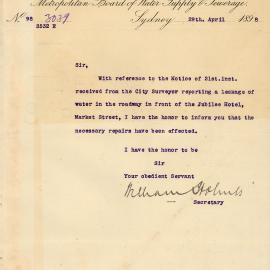 Metropolitan Board of Water Supply & Sewerage.
No. 98 3039 Sydney 29th. April 1898
2532 E
Sir,
With reference to the Notice of 21st.inst.
received from the City Surveyor reporting a leakage of
water in the roadway in front of the Jubilee Hotel,
Market Street, I have the honor to inform you that the
necessary repairs have been effected.
I have the honor to be
Sir
Your obedient Servant
William Holmes
Secretary